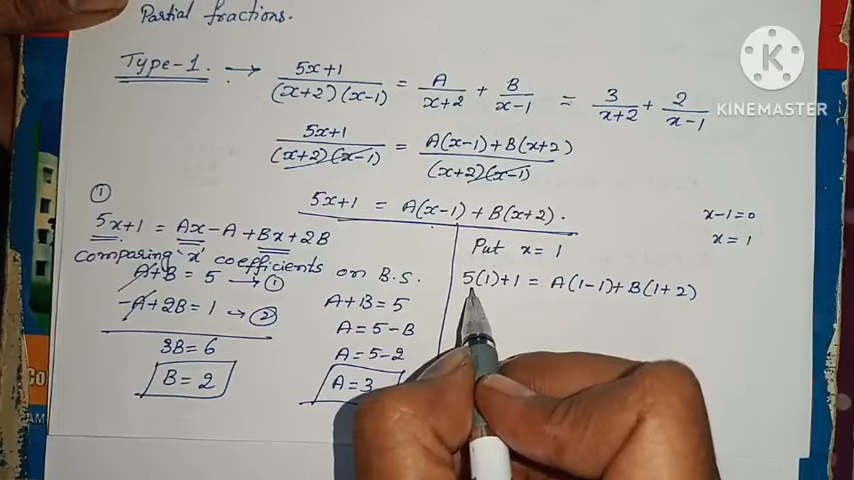 Partial fractions.
Type-1. → 5x+1/(x+2)(x-1) = A/x+2 + B/x-1 = 3/x+2 + 2/x-1
5x+1/(x+2)(x-1) = A(x-1)+B(x+2)/(x+2)(x-1)
5x+1 = A(x-1)+B(x+2).
①
5x+1 = Ax-A+Bx+2B
comparing 'x' coefficients on B.S.
A+B = 5 → ①
-A+2B = 1 → ②
3B = 6
B = 2
A+B = 5
A = 5-B
A = 5-2
A = 3
x-1=0
x=1
Put x = 1
5(1)+1 = A(1-1)+B(1+2)
K
KINEMASTER